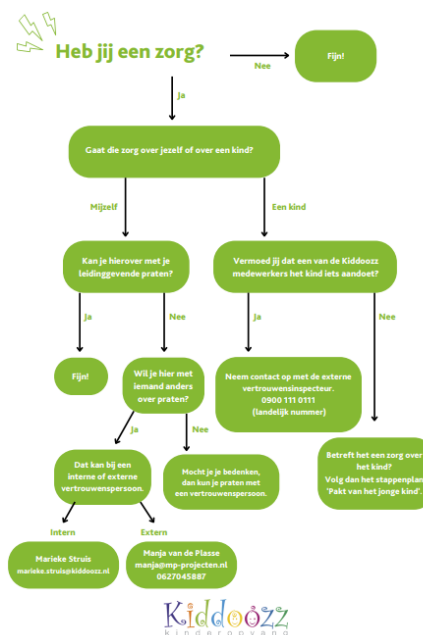 Heb jij een zorg?
Nee
Fijn!
Ja
Gaat die zorg over jezelf of over een kind?
Mijzelf
Een kind
Kan je hierover met je
leidinggevende praten?
Vermoed jij dat een van de Kiddoozz
medewerkers het kind iets aandoet?
Ja
Nee
Ja
Nee
Fijn!
Wil je hier met
iemand anders
over praten?
Neem contact op met de externe
vertrouwensinspecteur.
0900 111 0111
(landelijk nummer)
Ja
Nee
Betreft het een zorg over
het kind?
Volg dan het stappenplan
'Pakt van het jonge kind'.
Dat kan bij een
interne of externe
vertrouwenspersoon.
Mocht je je bedenken,
dan kun je praten met
een vertrouwenspersoon.
Intern
Extern
Marieke Struis
marieke.struis@kiddoozz.nl
Manja van de Plasse
manja@mp-projecten.nl
0627045887
Kiddoozz
kinderopvang